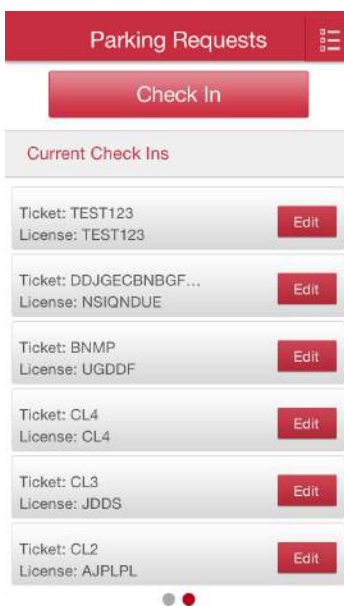 Parking Requests
Check In
Current Check Ins
Ticket: TEST123
License: TEST123
Edit
Ticket: DDJGECBNBGF...
License: NSIQNDUE
Edit
Ticket: BNMP
License: UGDDF
Edit
Ticket: CL4
License: CL4
Edit
Ticket: CL3
License: JDDS
Edit
Ticket: CL2
License: AJPLPL
Edit